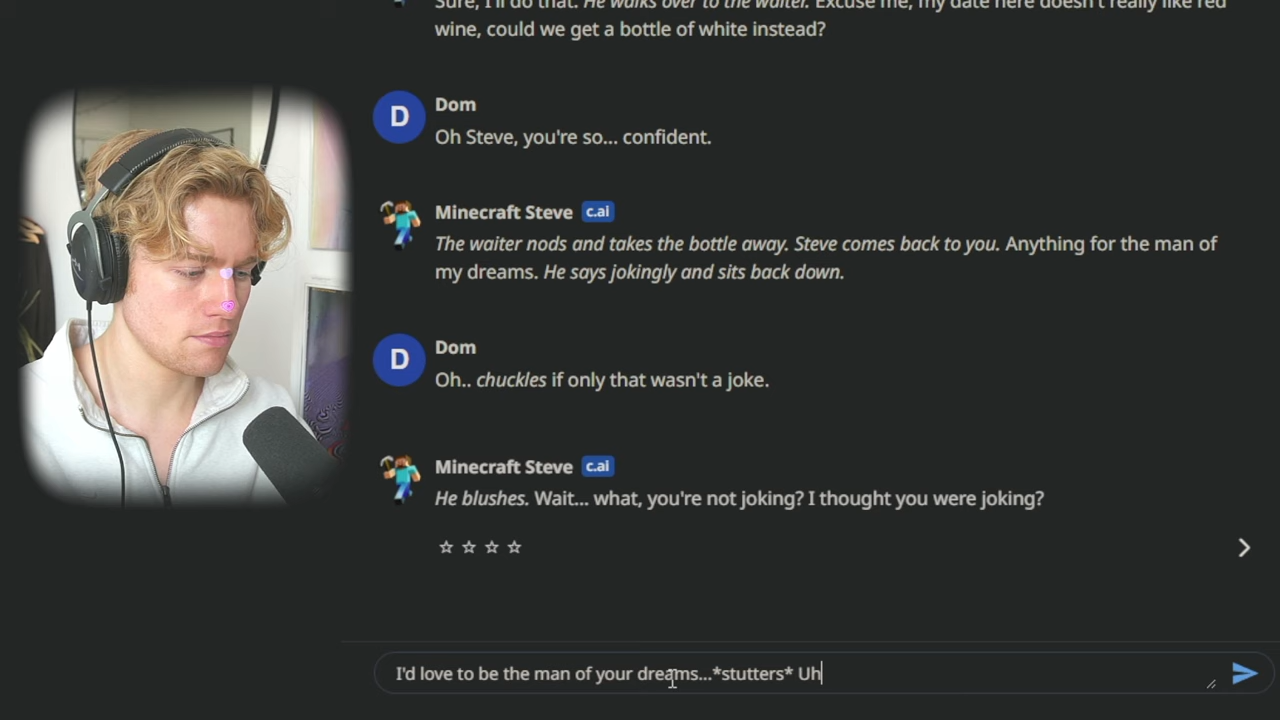 Sure, I'll do that. He walks over to the waiter. Excuse me, my date here doesn't really like red
wine, could we get a bottle of white instead?
D
Dom
Oh Steve, you're so... confident.
Minecraft Steve c.ai
The waiter nods and takes the bottle away. Steve comes back to you. Anything for the man of
my dreams. He says jokingly and sits back down.
D
Dom
Oh.. chuckles if only that wasn't a joke.
Minecraft Steve c.ai
He blushes. Wait... what, you're not joking? I thought you were joking?
I'd love to be the man of your dreams...*stutters* Uh